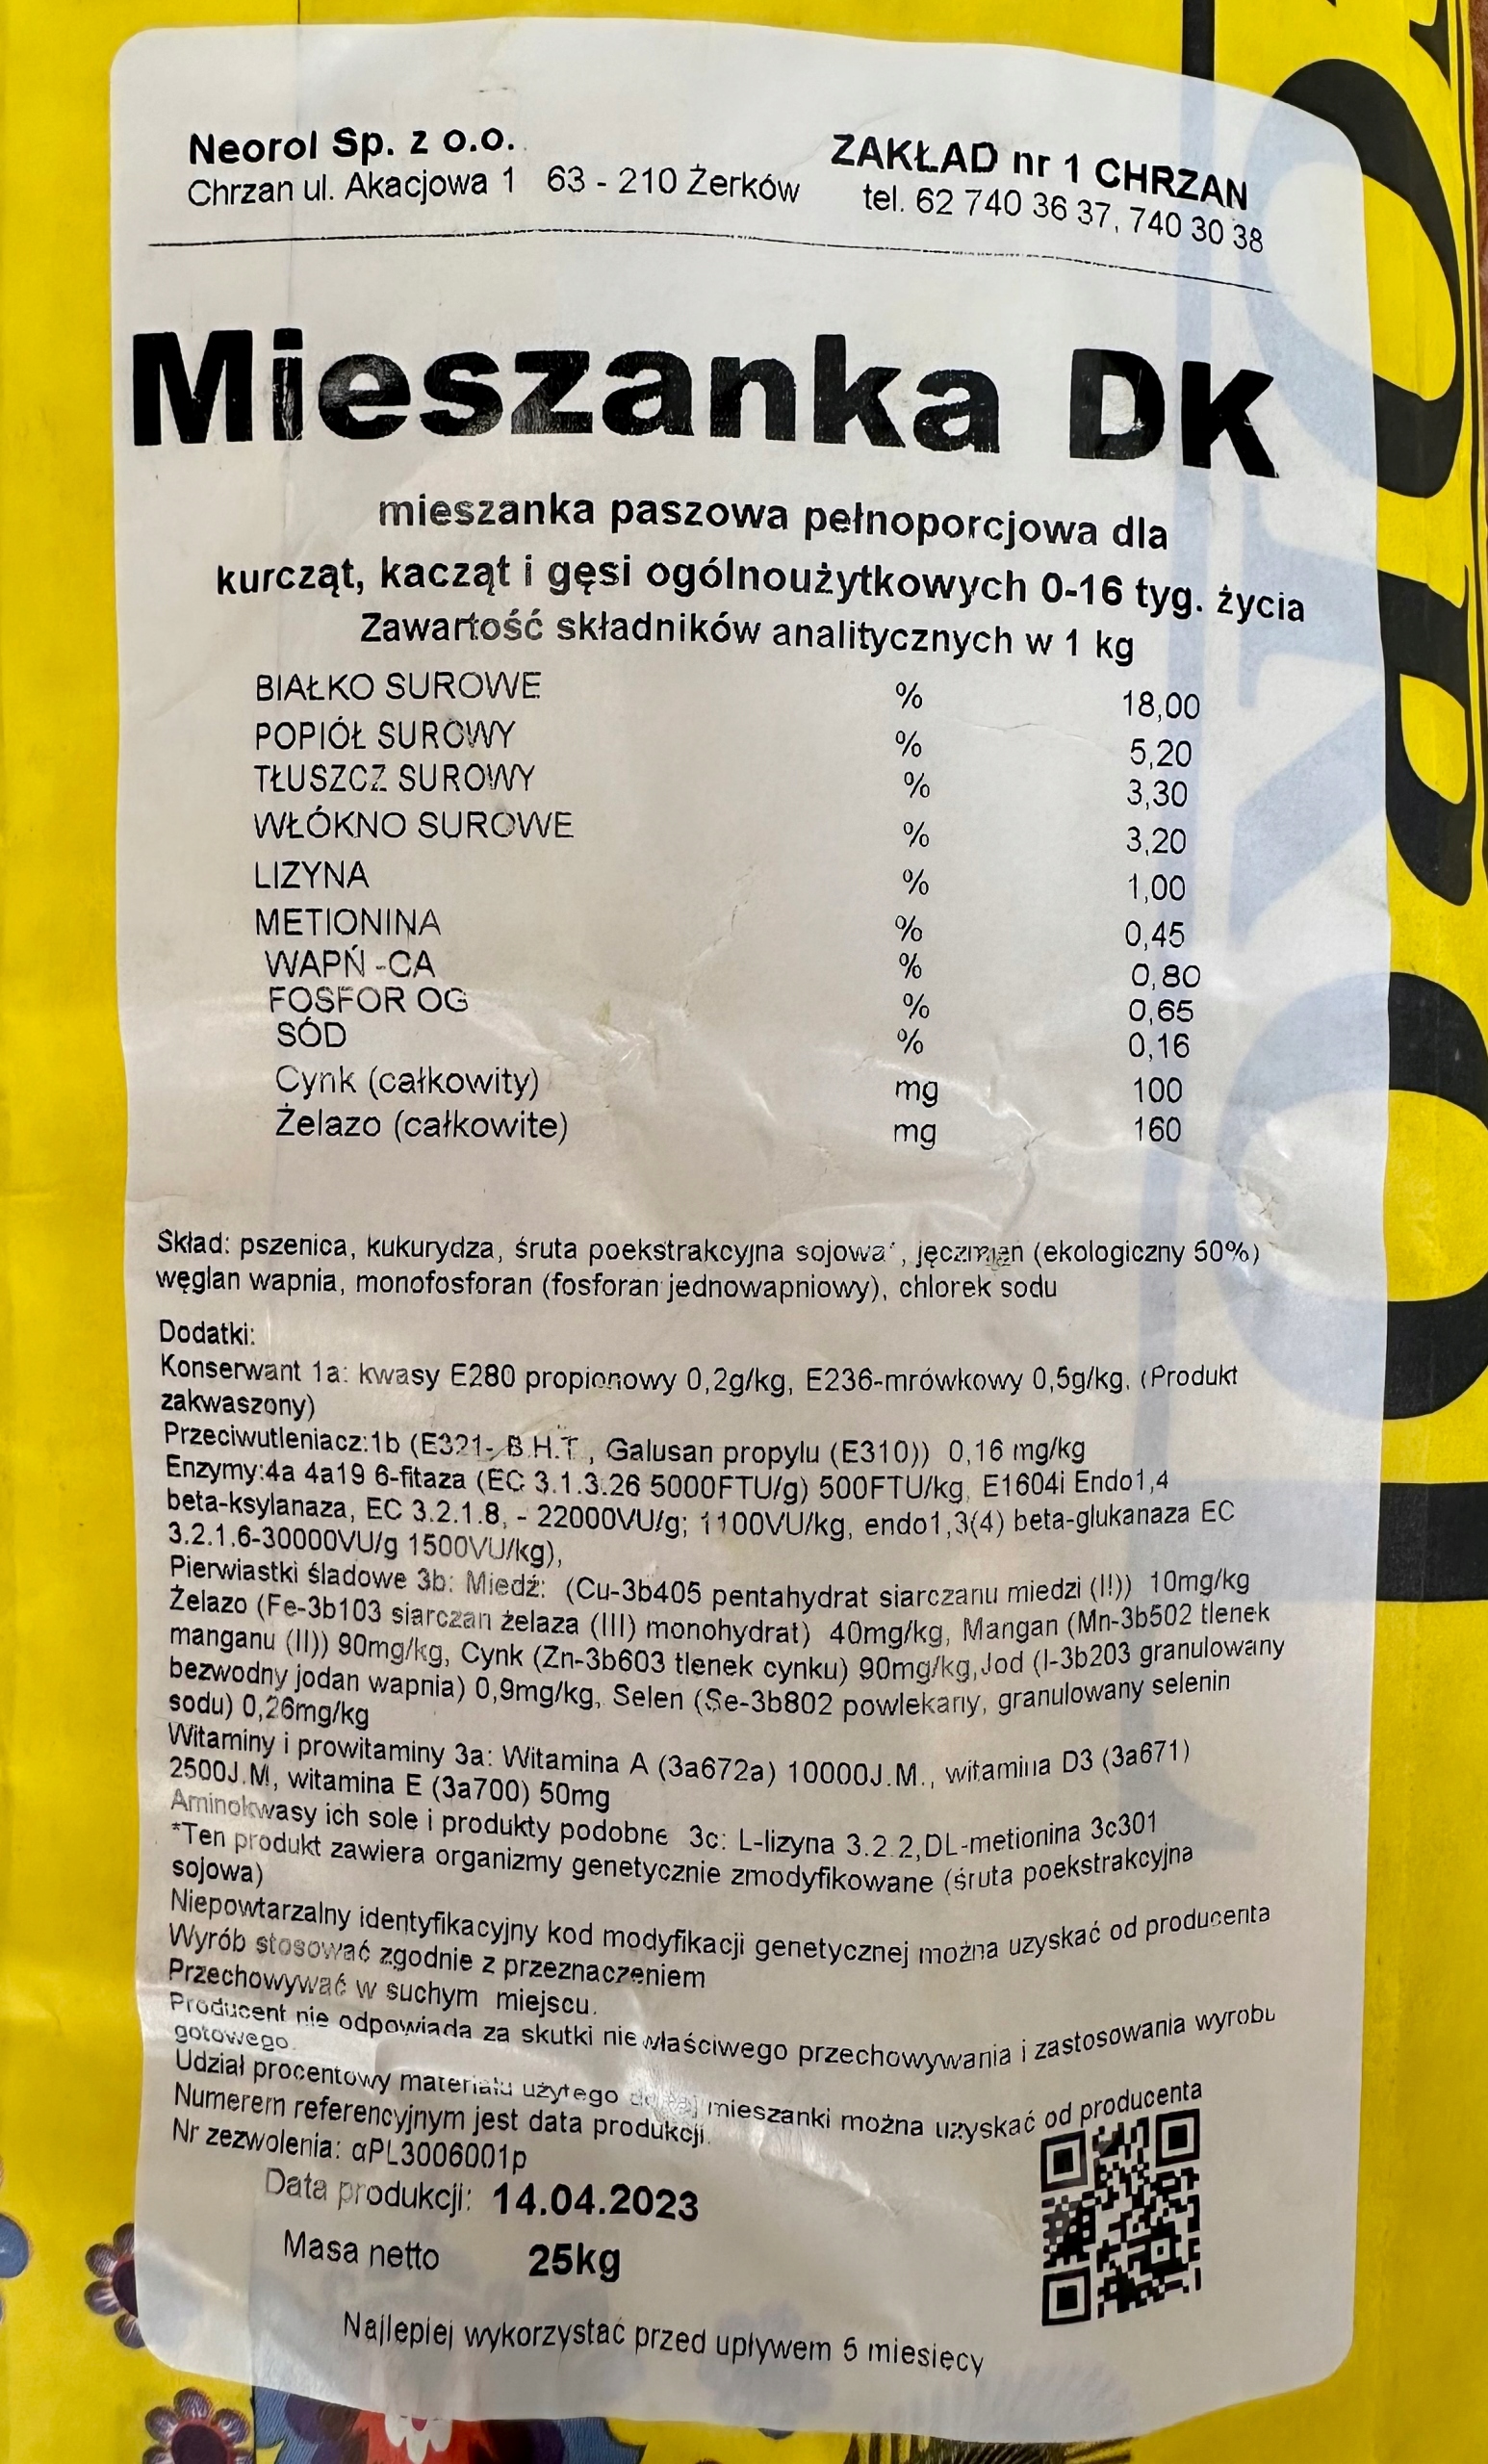 Neorol Sp. z o.o.
Chrzan ul. Akacjowa 1 63 - 210 Żerków
ZAKŁAD nr 1 CHRZAN
tel. 62 740 36 37, 740 30 38
Mieszanka DK
mieszanka paszowa pełnoporcjowa dla
kurcząt, kacząt i gęsi ogólnoużytkowych 0-16 tyg. życia
Zawartość składników analitycznych w 1 kg
BIAŁKO SUROWE % 18,00
POPIÓŁ SUROWY % 5,20
TŁUSZCZ SUROWY % 3,30
WŁÓKNO SUROWE % 3,20
LIZYNA % 1,00
METIONINA % 0,45
WAPŃ -CA % 0,80
FOSFOR OG % 0,65
SÓD % 0,16
Cynk (całkowity) mg 100
Żelazo (całkowite) mg 160
Skład: pszenica, kukurydza, śruta poekstrakcyjna sojowa*, jęczmień (ekologiczny 50%)
węglan wapnia, monofosforan (fosforan jednowapniowy), chlorek sodu
Dodatki:
Konserwant 1a: kwasy E280 propionowy 0,2g/kg, E236-mrówkowy 0,5g/kg. (Produkt
zakwaszony)
Przeciwutleniacz:1b (E321- B.H.T , Galusan propylu (E310)) 0,16 mg/kg
Enzymy:4a 4a19 6-fitaza (EC 3.1.3.26 5000FTU/g) 500FTU/kg, E1604i Endo1,4
beta-ksylanaza, EC 3.2.1.8, - 22000VU/g; 1100VU/kg, endo1,3(4) beta-glukanaza EC
3.2.1.6-30000VU/g 1500VU/kg),
Pierwiastki śladowe 3b: Miedź: (Cu-3b405 pentahydrat siarczanu miedzi (II)) 10mg/kg
Żelazo (Fe-3b103 siarczan żelaza (III) monohydrat) 40mg/kg, Mangan (Mn-3b502 tlenek
manganu (II)) 90mg/kg, Cynk (Zn-3b603 tlenek cynku) 90mg/kg,Jod (I-3b203 granulowany
bezwodny jodan wapnia) 0,9mg/kg, Selen (Se-3b802 powlekany, granulowany selenin
sodu) 0,26mg/kg
Witaminy i prowitaminy 3a: Witamina A (3a672a) 10000J.M., witamina D3 (3a671)
2500J.M, witamina E (3a700) 50mg
Aminokwasy ich sole i produkty podobne 3c: L-lizyna 3.2.2,DL-metionina 3c301
*Ten produkt zawiera organizmy genetycznie zmodyfikowane (śruta poekstrakcyjna
sojowa)
Niepowtarzalny identyfikacyjny kod modyfikacji genetycznej można uzyskać od producenta
Wyrób stosować zgodnie z przeznaczeniem
Przechowywać w suchym miejscu.
Producent nie odpowiada za skutki niewłaściwego przechowywania i zastosowania wyrobu
gotowego.
Udział procentowy materiału użytego mieszanki można uzyskać od producenta
Numerem referencyjnym jest data produkcji.
Nr zezwolenia: αPL3006001p
Data produkcji: 14.04.2023
Masa netto 25kg
Najlepiej wykorzystać przed upływem 5 miesięcy